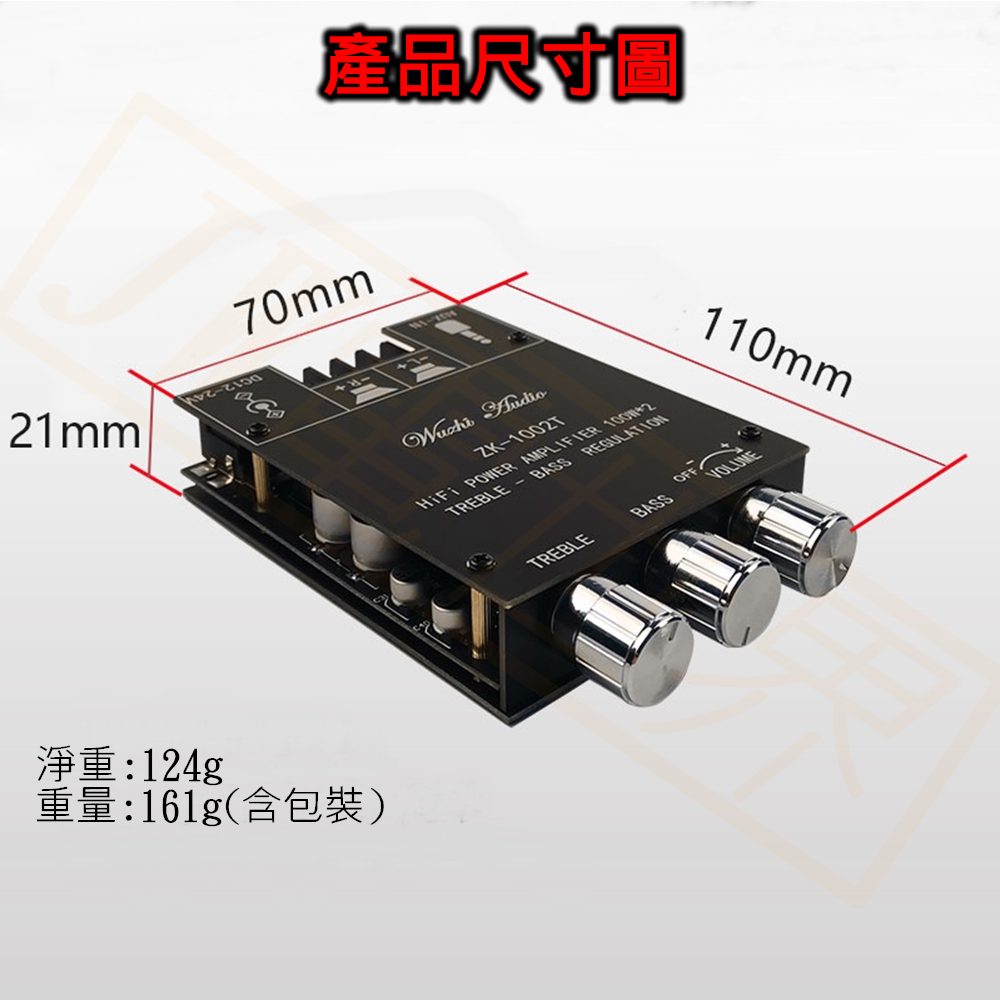 產品尺寸圖
70mm
110mm
21mm
AUX-IN
-L+
-R+
DC12~24V
Wuzhi Audio
ZK-1002T
HiFi POWER AMPLIFIER 100W*2
TREBLE - BASS REGULATION
OFF
VOLUME
BASS
TREBLE
淨重:124g
重量:161g(含包裝)